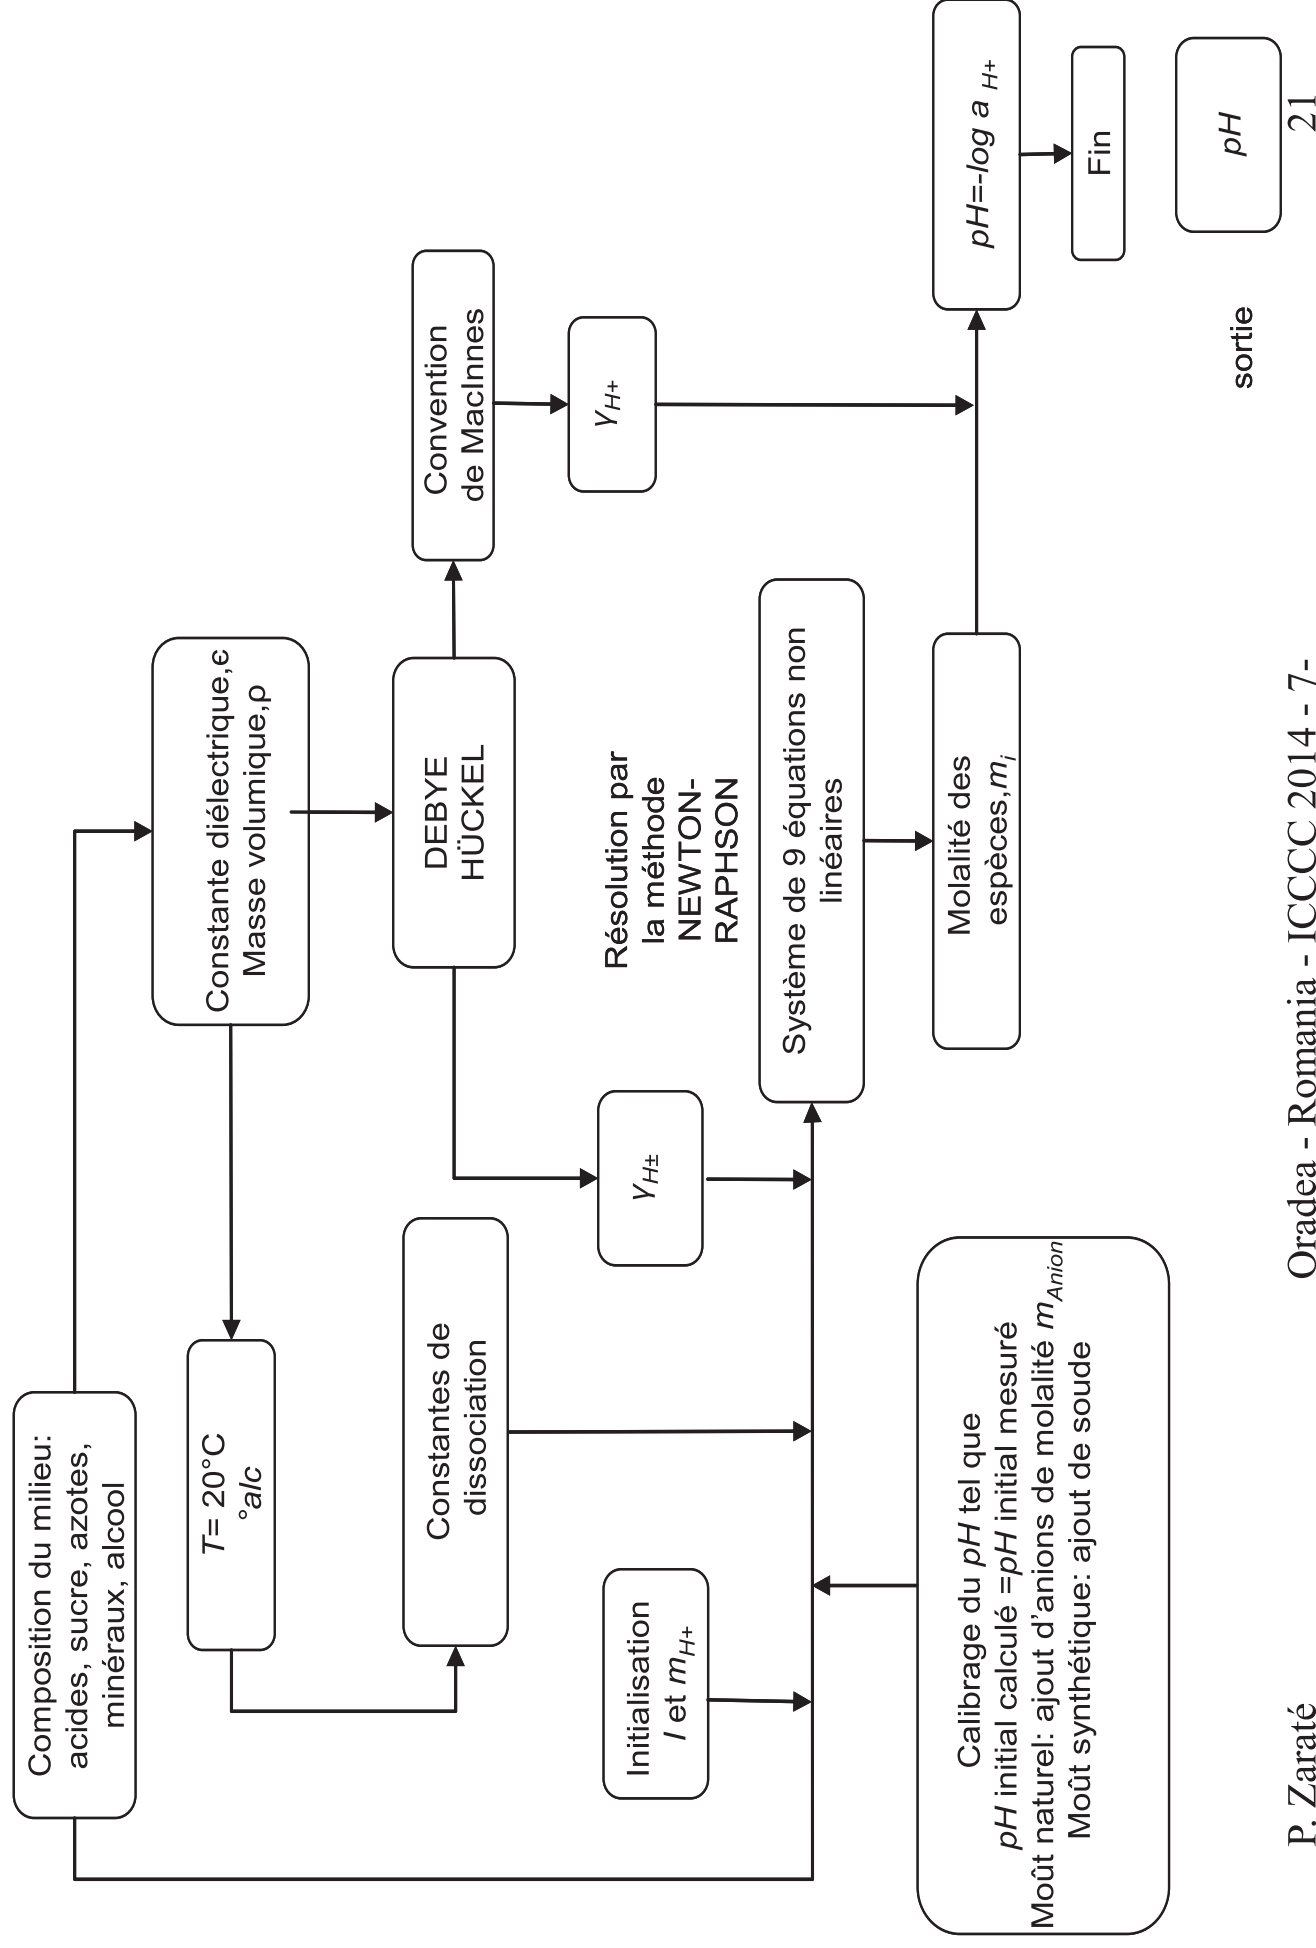 Composition du milieu:
acides, sucre, azotes,
minéraux, alcool
Constante diélectrique,ϵ
Masse volumique,ρ
T= 20°C
°alc
DEBYE
HÜCKEL
Convention
de MacInnes
Constantes de
dissociation
γH±
γH+
Initialisation
I et mH+
Résolution par
la méthode
NEWTON-
RAPHSON
Système de 9 équations non
linéaires
Calibrage du pH tel que
pH initial calculé =pH initial mesuré
Moût naturel: ajout d'anions de molalité mAnion
Moût synthétique: ajout de soude
Molalité des
espèces,mi
pH=-log a H+
Fin
sortie
pH
P. Zaraté
Oradea - Romania - ICCCC 2014 - 7-
21